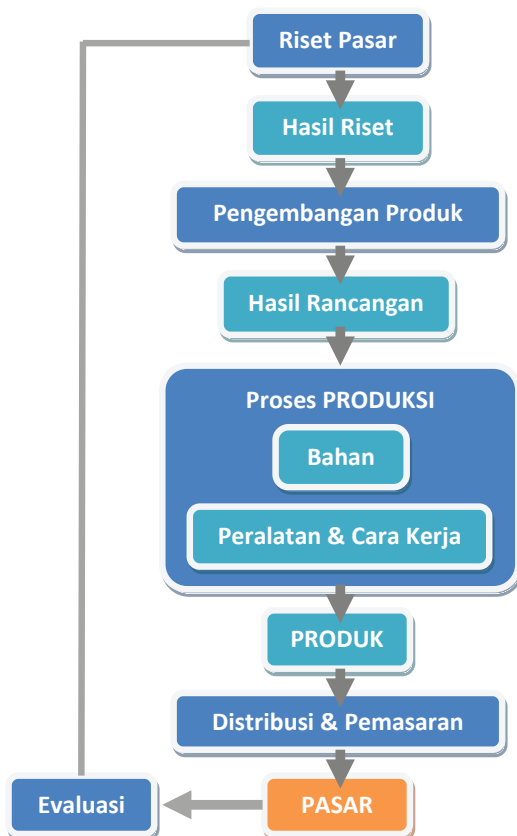 Riset Pasar
Hasil Riset
Pengembangan Produk
Hasil Rancangan
Proses PRODUKSI
Bahan
Peralatan & Cara Kerja
PRODUK
Distribusi & Pemasaran
Evaluasi
PASAR